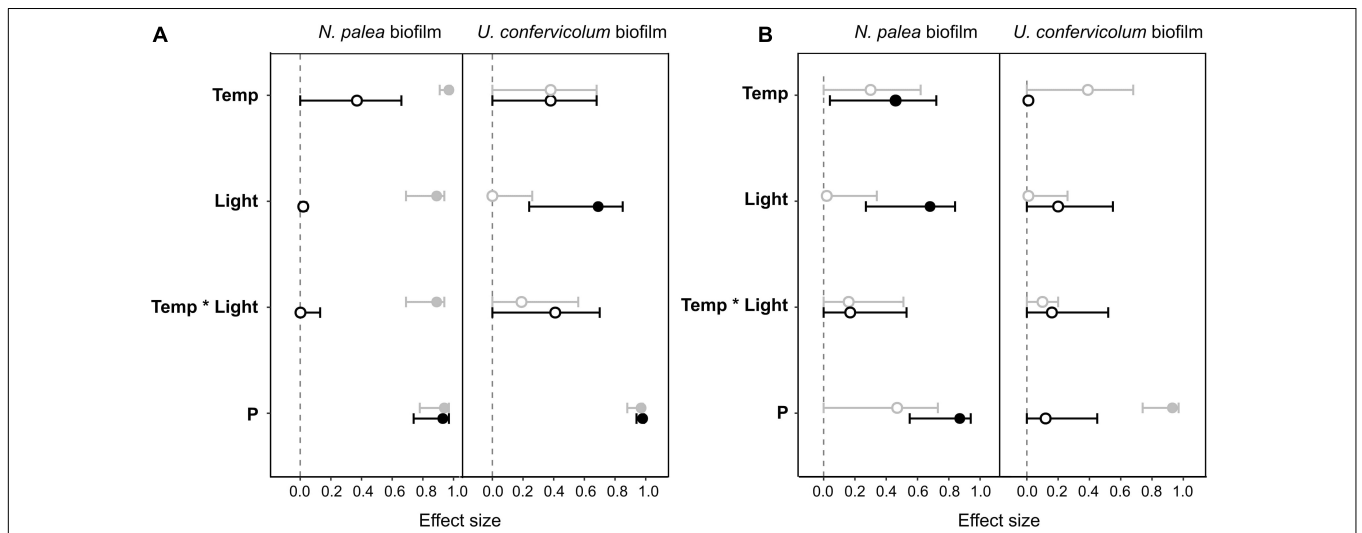 A
N. palea biofilm
U. confervicolum biofilm
Temp
Light
Temp * Light
P
0.0 0.2 0.4 0.6 0.8 1.0
0.0 0.2 0.4 0.6 0.8 1.0
Effect size
B
N. palea biofilm
U. confervicolum biofilm
Temp
Light
Temp * Light
P
0.0 0.2 0.4 0.6 0.8 1.0
0.0 0.2 0.4 0.6 0.8 1.0
Effect size